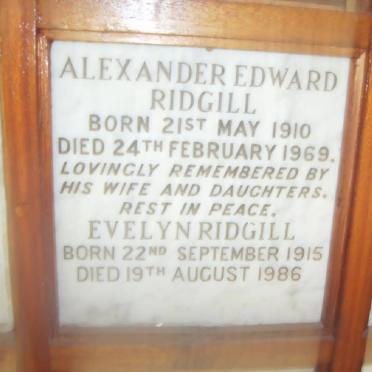 ALEXANDER EDWARD
RIDGILL
BORN 21ST MAY 1910
DIED 24TH FEBRUARY 1969.
LOVINGLY REMEMBERED BY
HIS WIFE AND DAUGHTERS.
REST IN PEACE.
EVELYN RIDGILL
BORN 22ND SEPTEMBER 1915
DIED 19TH AUGUST 1986